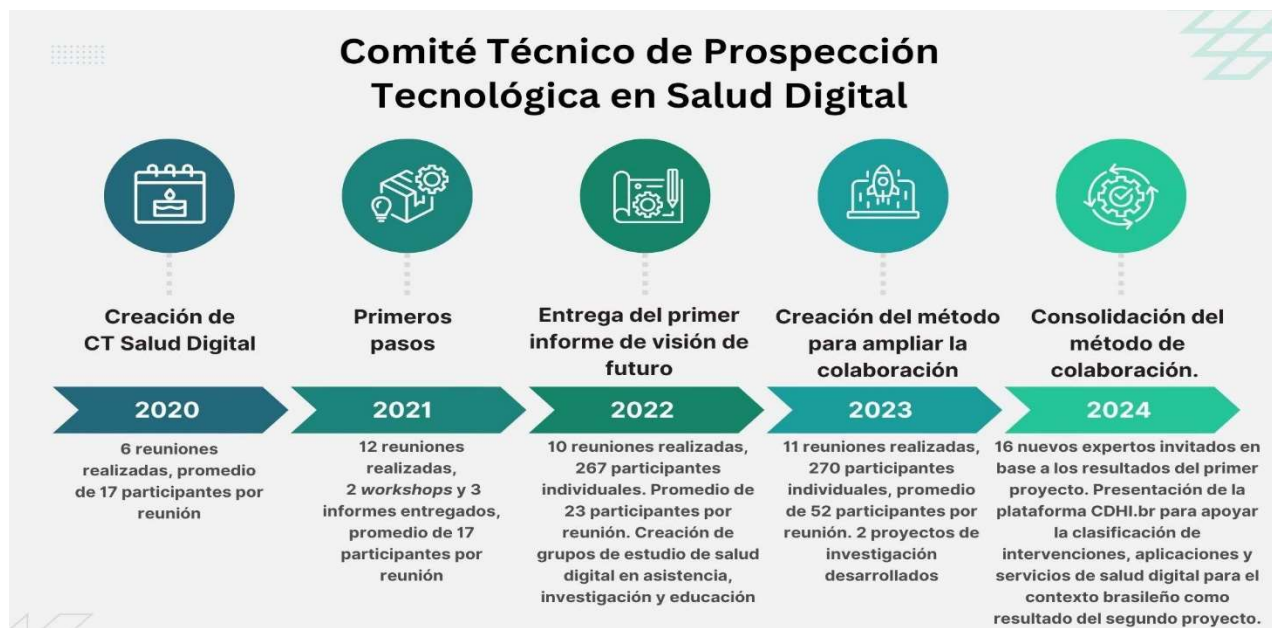 Comité Técnico de Prospección
Tecnológica en Salud Digital
Creación de
CT Salud Digital
2020
6 reuniones
realizadas, promedio
de 17 participantes por
reunión
Primeros
pasos
2021
12 reuniones
realizadas,
2 workshops y 3
informes entregados,
promedio de 17
participantes por
reunión
Entrega del primer
informe de visión de
futuro
2022
10 reuniones realizadas,
267 participantes
individuales. Promedio de
23 participantes por
reunión. Creación de
grupos de estudio de salud
digital en asistencia,
investigación y educación
Creación del método
para ampliar la
colaboración
2023
11 reuniones realizadas,
270 participantes
individuales, promedio
de 52 participantes por
reunión. 2 proyectos de
investigación
desarrollados
Consolidación del
método de
colaboración.
2024
16 nuevos expertos invitados en
base a los resultados del primer
proyecto. Presentación de la
plataforma CDHI.br para apoyar
la clasificación de
intervenciones, aplicaciones y
servicios de salud digital para el
contexto brasileño como
resultado del segundo proyecto.